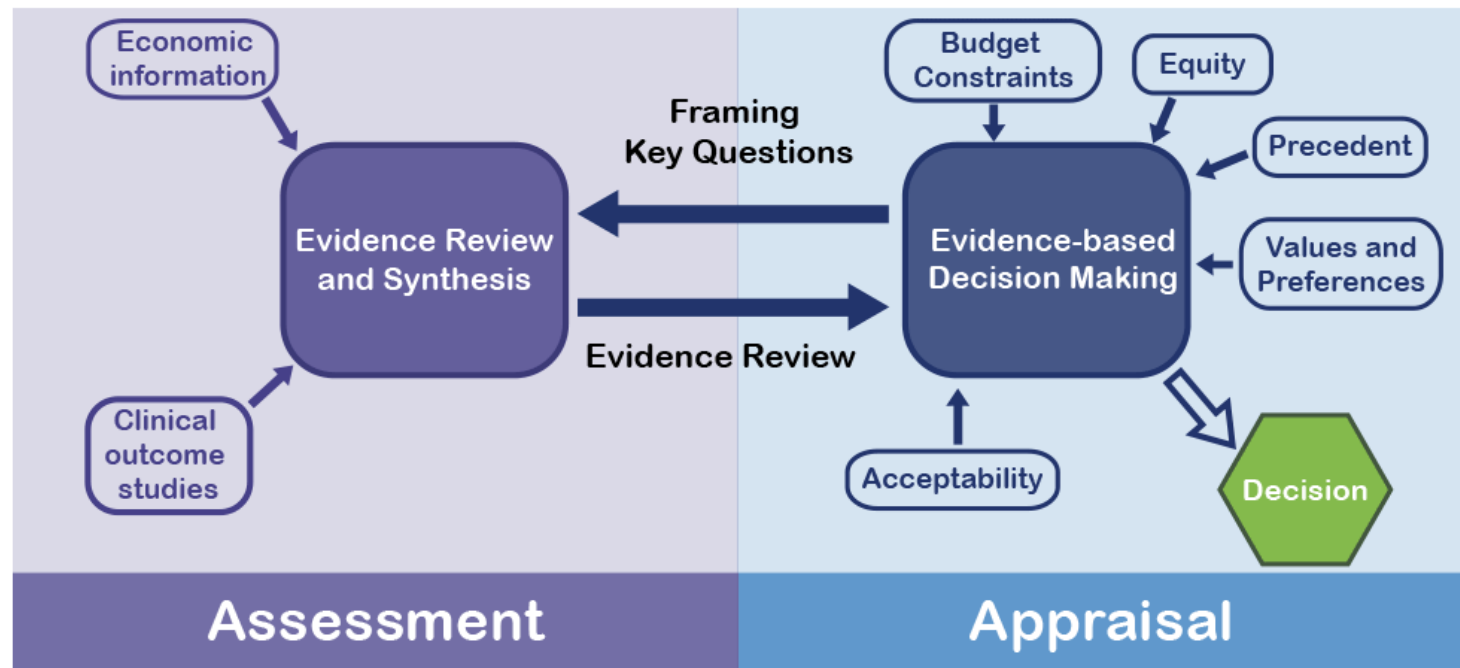 Economic
information
Framing
Key Questions
Evidence Review
and Synthesis
Evidence Review
Clinical
outcome
studies
Budget
Constraints
Equity
Precedent
Evidence-based
Decision Making
Values and
Preferences
Acceptability
Decision
Assessment
Appraisal